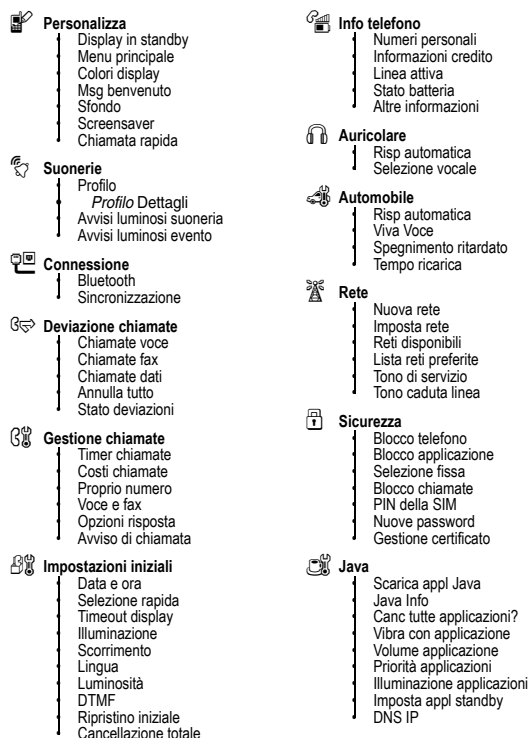 Personalizza
Display in standby
Menu principale
Colori display
Msg benvenuto
Sfondo
Screensaver
Chiamata rapida
Suonerie
Profilo
Profilo Dettagli
Avvisi luminosi suoneria
Avvisi luminosi evento
Connessione
Bluetooth
Sincronizzazione
Deviazione chiamate
Chiamate voce
Chiamate fax
Chiamate dati
Annulla tutto
Stato deviazioni
Gestione chiamate
Timer chiamate
Costi chiamate
Proprio numero
Voce e fax
Opzioni risposta
Avviso di chiamata
Impostazioni iniziali
Data e ora
Selezione rapida
Timeout display
Illuminazione
Scorrimento
Lingua
Luminosità
DTMF
Ripristino iniziale
Cancellazione totale
Info telefono
Numeri personali
Informazioni credito
Linea attiva
Stato batteria
Altre informazioni
Auricolare
Risp automatica
Selezione vocale
Automobile
Risp automatica
Viva Voce
Spegnimento ritardato
Tempo ricarica
Rete
Nuova rete
Imposta rete
Reti disponibili
Lista reti preferite
Tono di servizio
Tono caduta linea
Sicurezza
Blocco telefono
Blocco applicazione
Selezione fissa
Blocco chiamate
PIN della SIM
Nuove password
Gestione certificato
Java
Scarica appl Java
Java Info
Canc tutte applicazioni?
Vibra con applicazione
Volume applicazione
Priorità applicazioni
Illuminazione applicazioni
Imposta appl standby
DNS IP